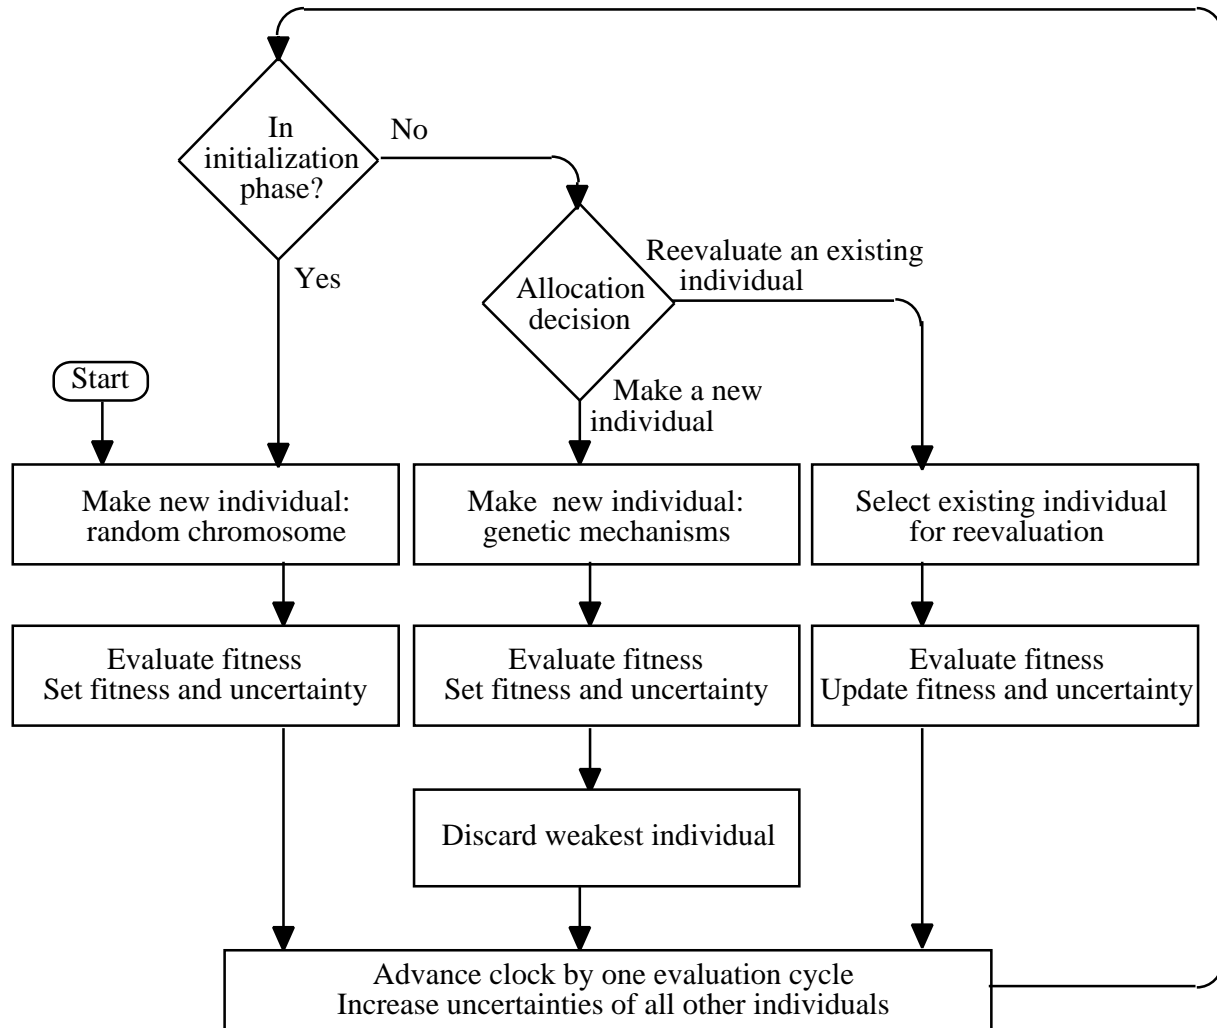 In
initialization
phase?
No
Yes
Reevaluate an existing
individual
Allocation
decision
Make a new
individual
Start
Make new individual:
random chromosome
Make new individual:
genetic mechanisms
Select existing individual
for reevaluation
Evaluate fitness
Set fitness and uncertainty
Evaluate fitness
Set fitness and uncertainty
Evaluate fitness
Update fitness and uncertainty
Discard weakest individual
Advance clock by one evaluation cycle
Increase uncertainties of all other individuals